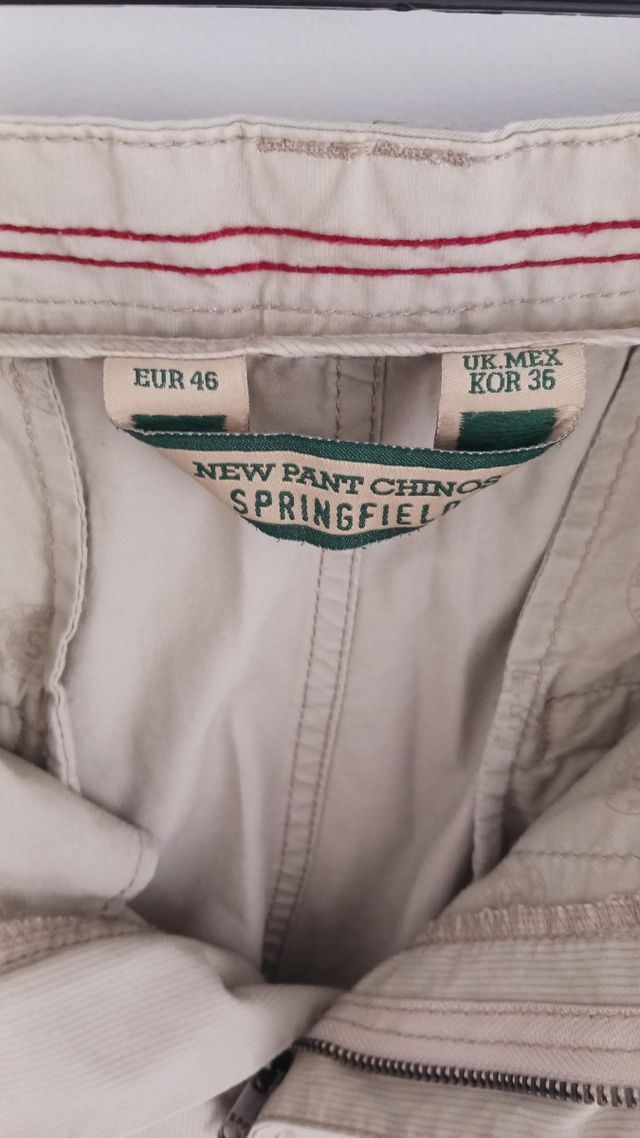 EUR 46
UK.MEX
KOR 36
NEW PANT CHINOS
SPRINGFIELD